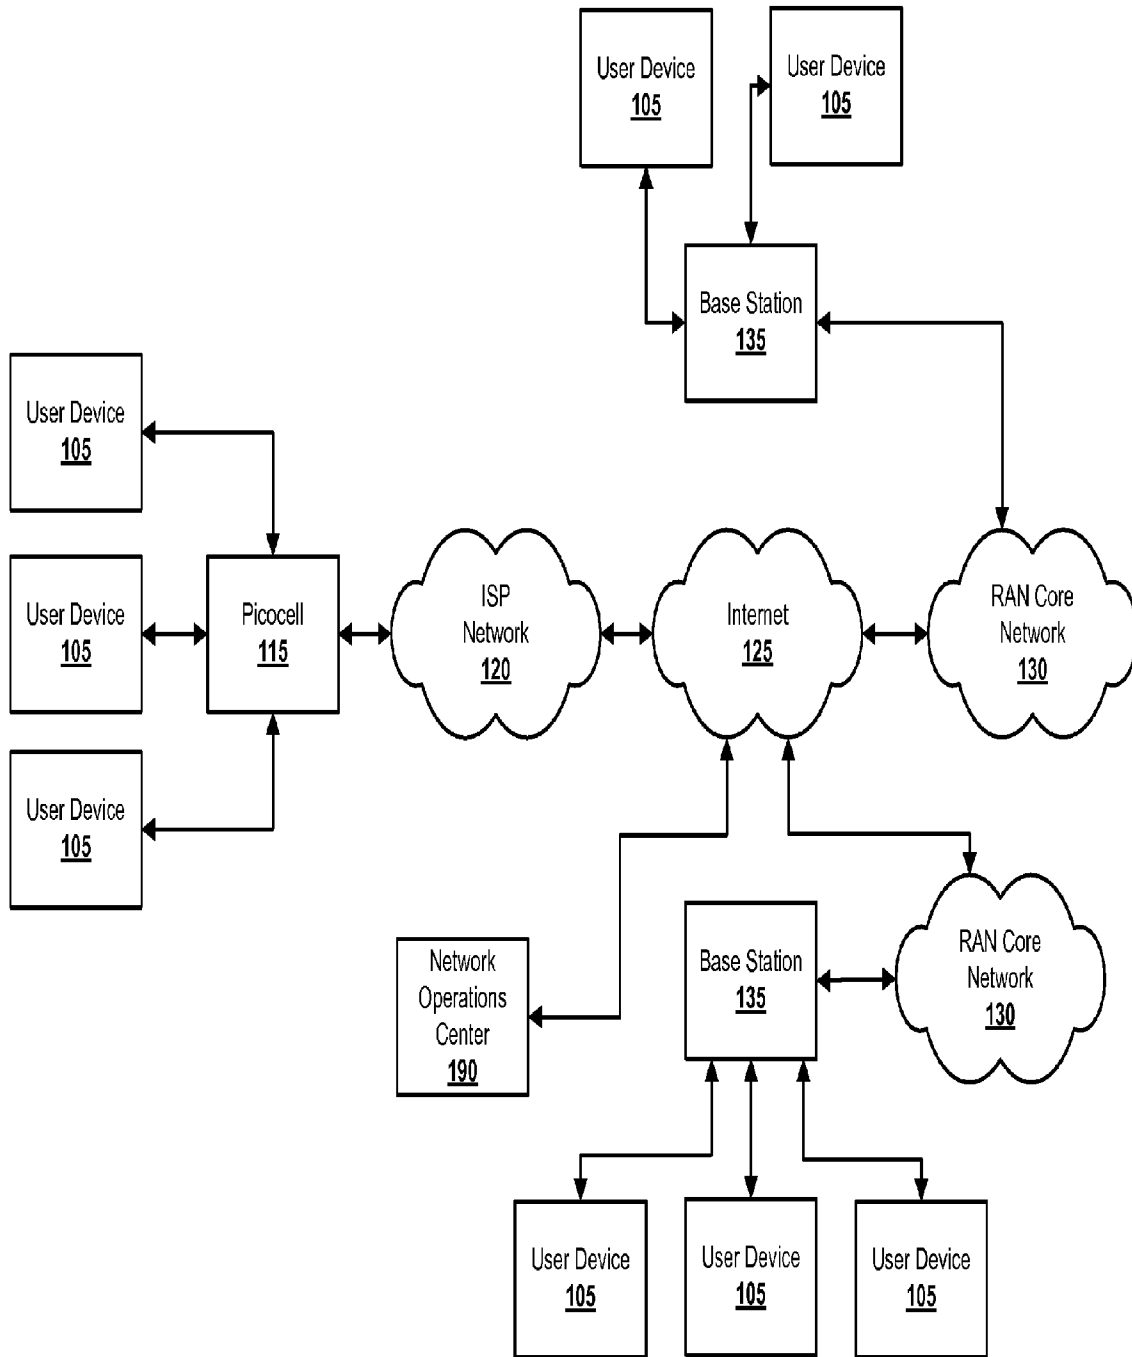 User Device
105
User Device
105
Base Station
135
User Device
105
User Device
105
Picocell
115
ISP
Network
120
Internet
125
RAN Core
Network
130
User Device
105
Network
Operations
Center
190
Base Station
135
RAN Core
Network
130
User Device
105
User Device
105
User Device
105